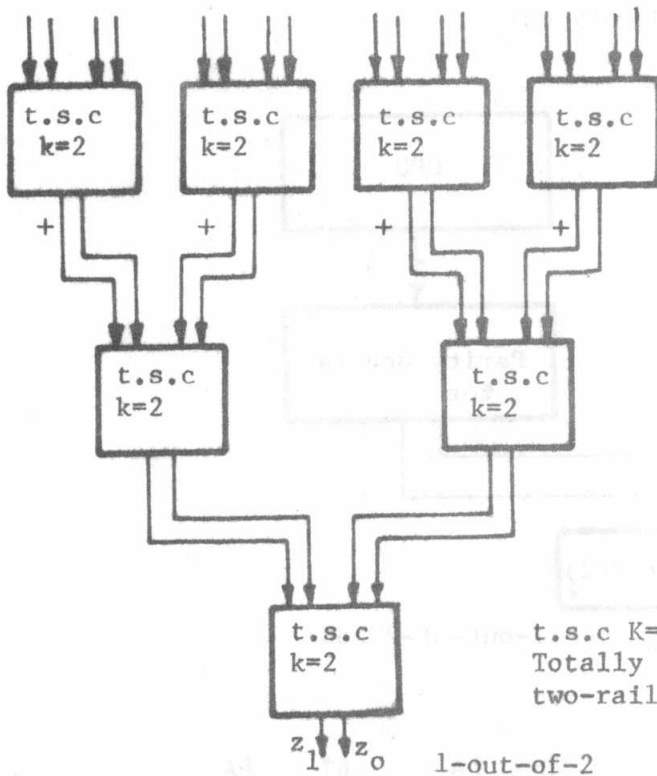 t.s.c t.s.c t.s.c t.s.c
k=2 k=2 k=2 k=2
+ + + +
t.s.c t.s.c
k=2 k=2
t.s.c
k=2
t.s.c K=
Totally
two-rail
z1 z0 1-out-of-2